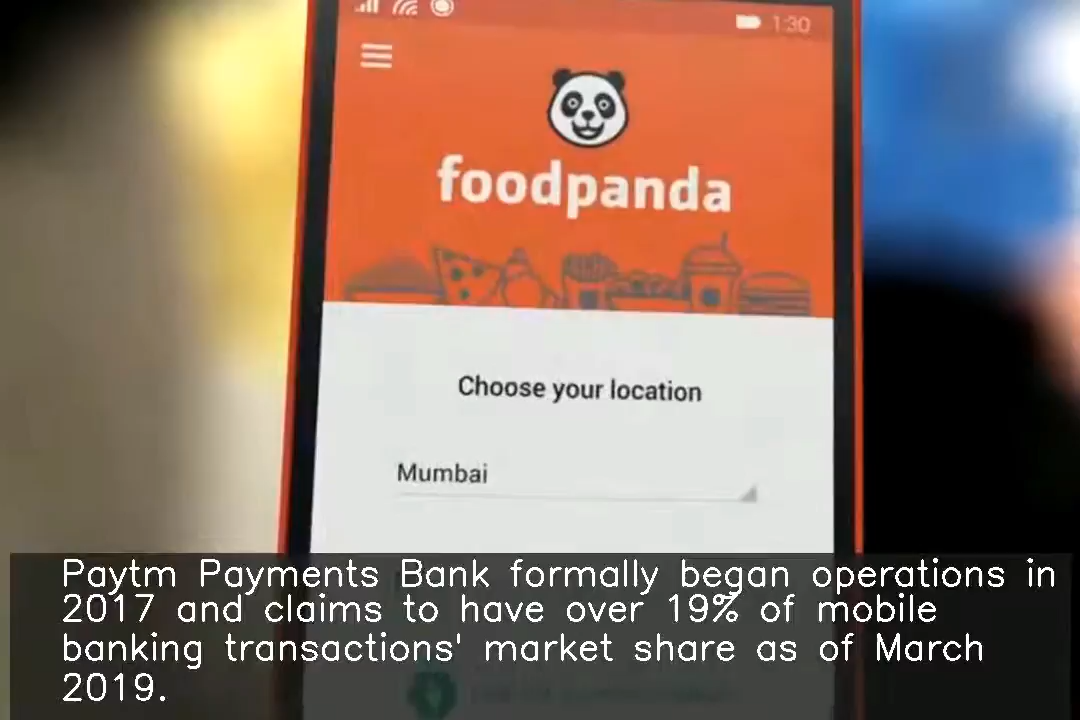 1:30
foodpanda
Choose your location
Mumbai
Paytm Payments Bank formally began operations in
2017 and claims to have over 19% of mobile
banking transactions' market share as of March
2019.